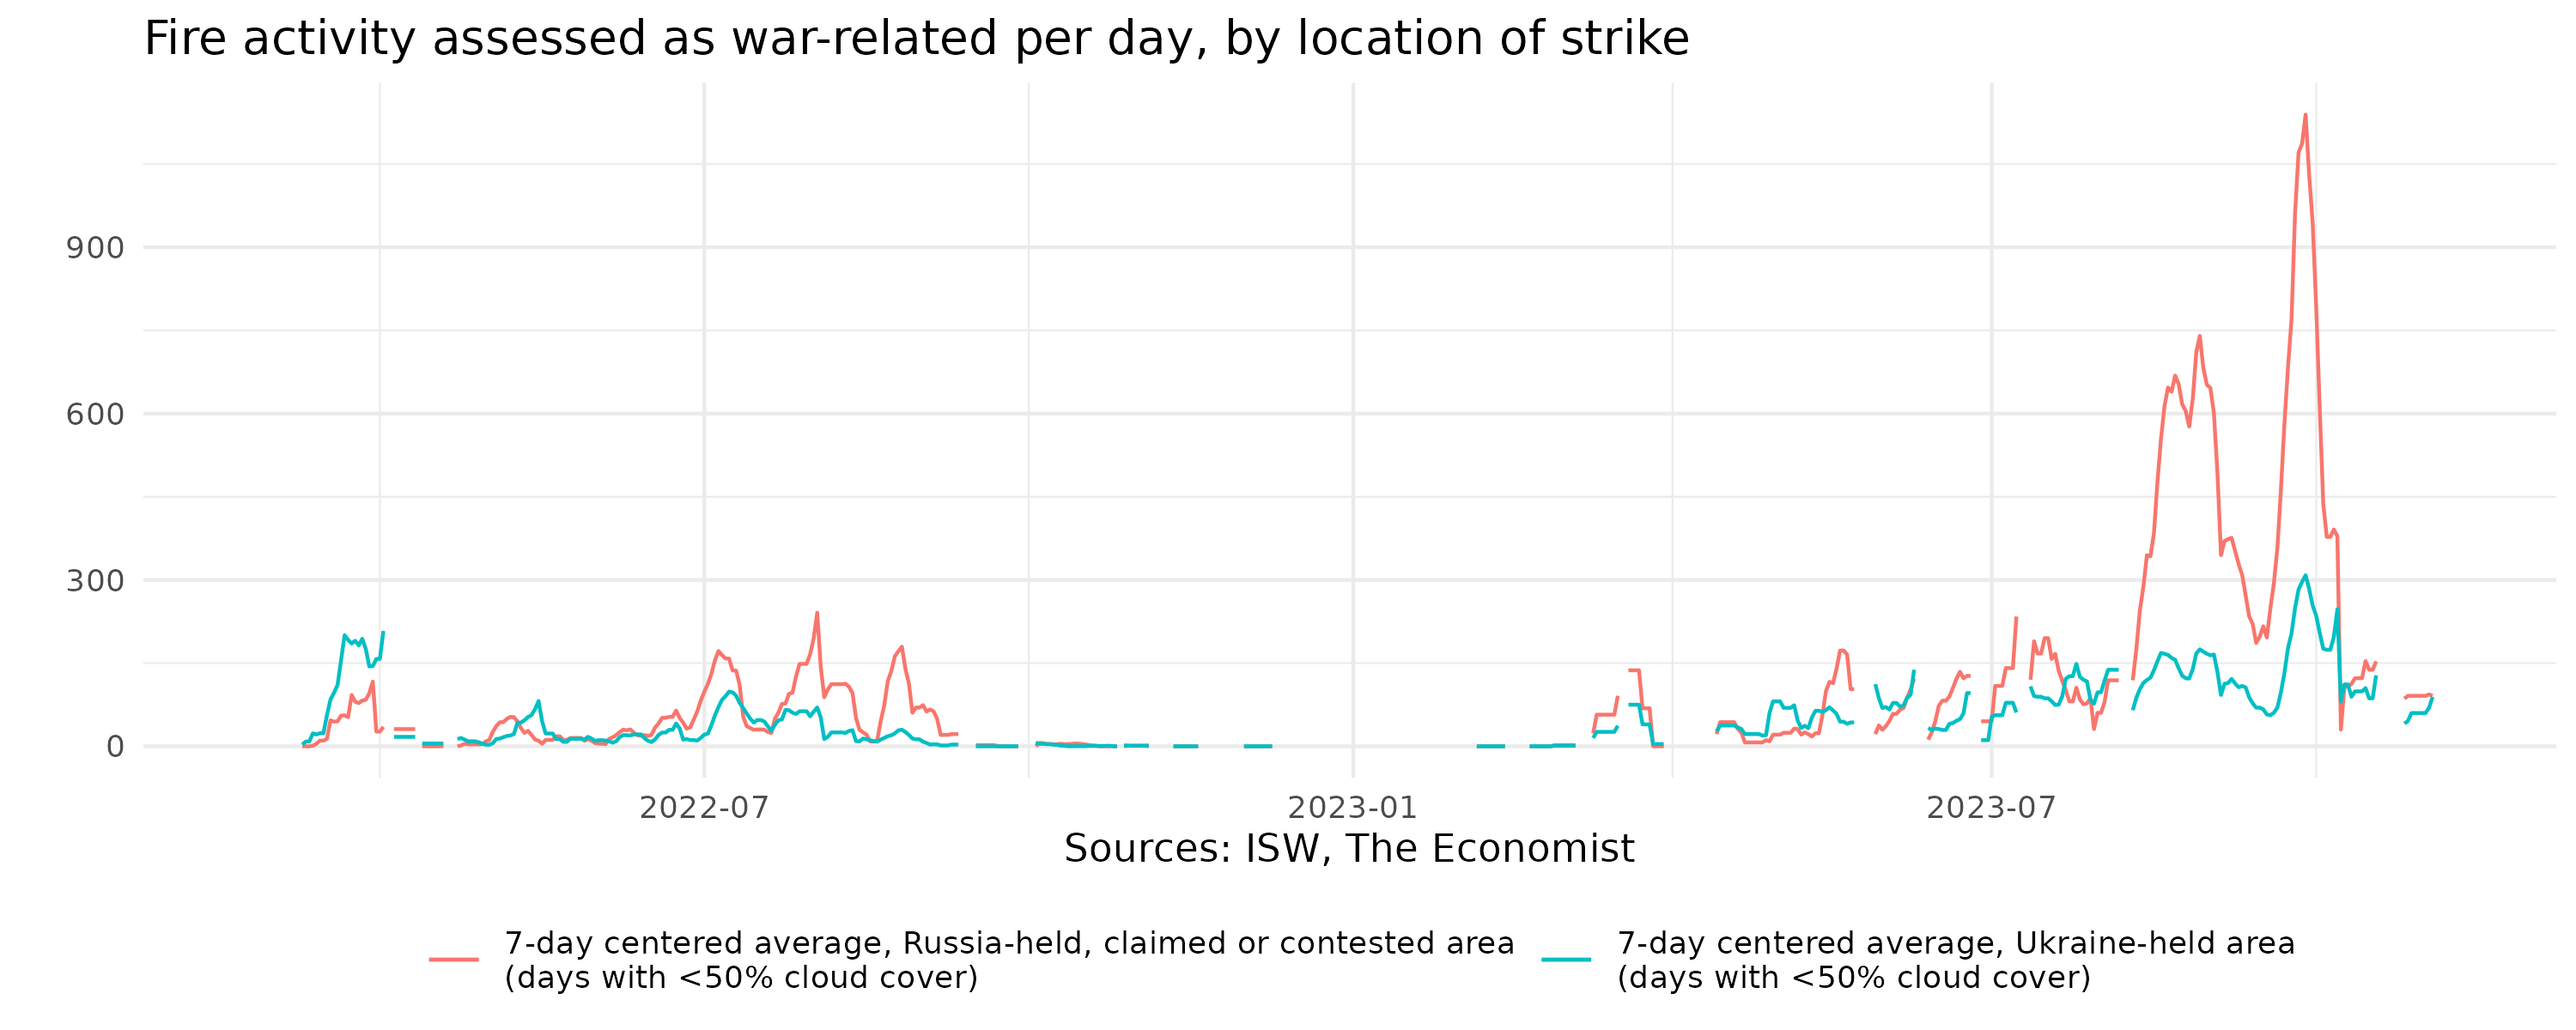 Fire activity assessed as war-related per day, by location of strike
900
600
300
0
2022-07
2023-01
2023-07
Sources: ISW, The Economist
7-day centered average, Russia-held, claimed or contested area
(days with <50% cloud cover)
7-day centered average, Ukraine-held area
(days with <50% cloud cover)